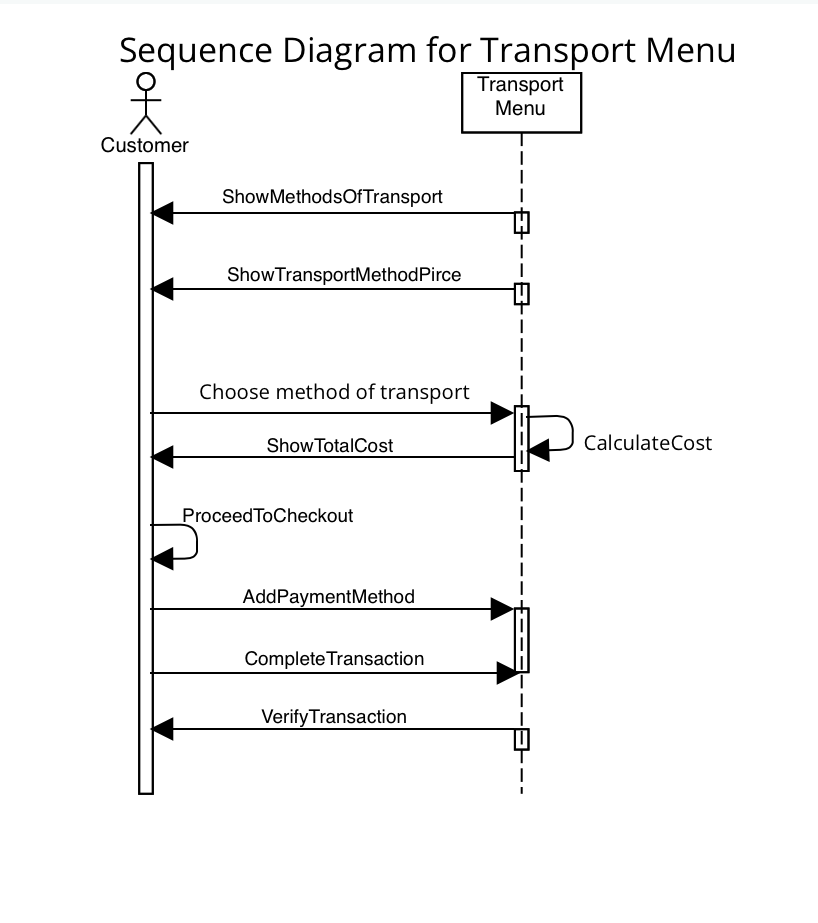 Sequence Diagram for Transport Menu
Transport
Menu
Customer
ShowMethodsOfTransport
ShowTransportMethodPirce
Choose method of transport
CalculateCost
ShowTotalCost
ProceedToCheckout
AddPaymentMethod
CompleteTransaction
VerifyTransaction